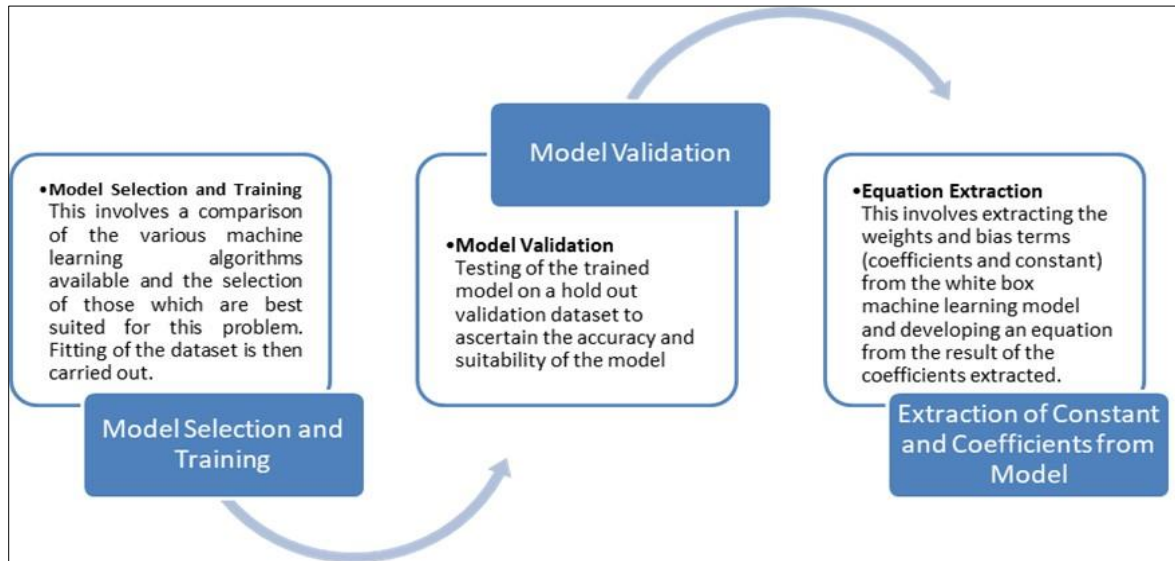 •Model Selection and Training
This involves a comparison
of the various machine
learning algorithms
available and the selection
of those which are best
suited for this problem.
Fitting of the dataset is then
carried out.
Model Selection and
Training
Model Validation
•Model Validation
Testing of the trained
model on a hold out
validation dataset to
ascertain the accuracy and
suitability of the model
•Equation Extraction
This involves extracting the
weights and bias terms
(coefficients and constant)
from the white box
machine learning model
and developing an equation
from the result of the
coefficients extracted.
Extraction of Constant
and Coefficients from
Model